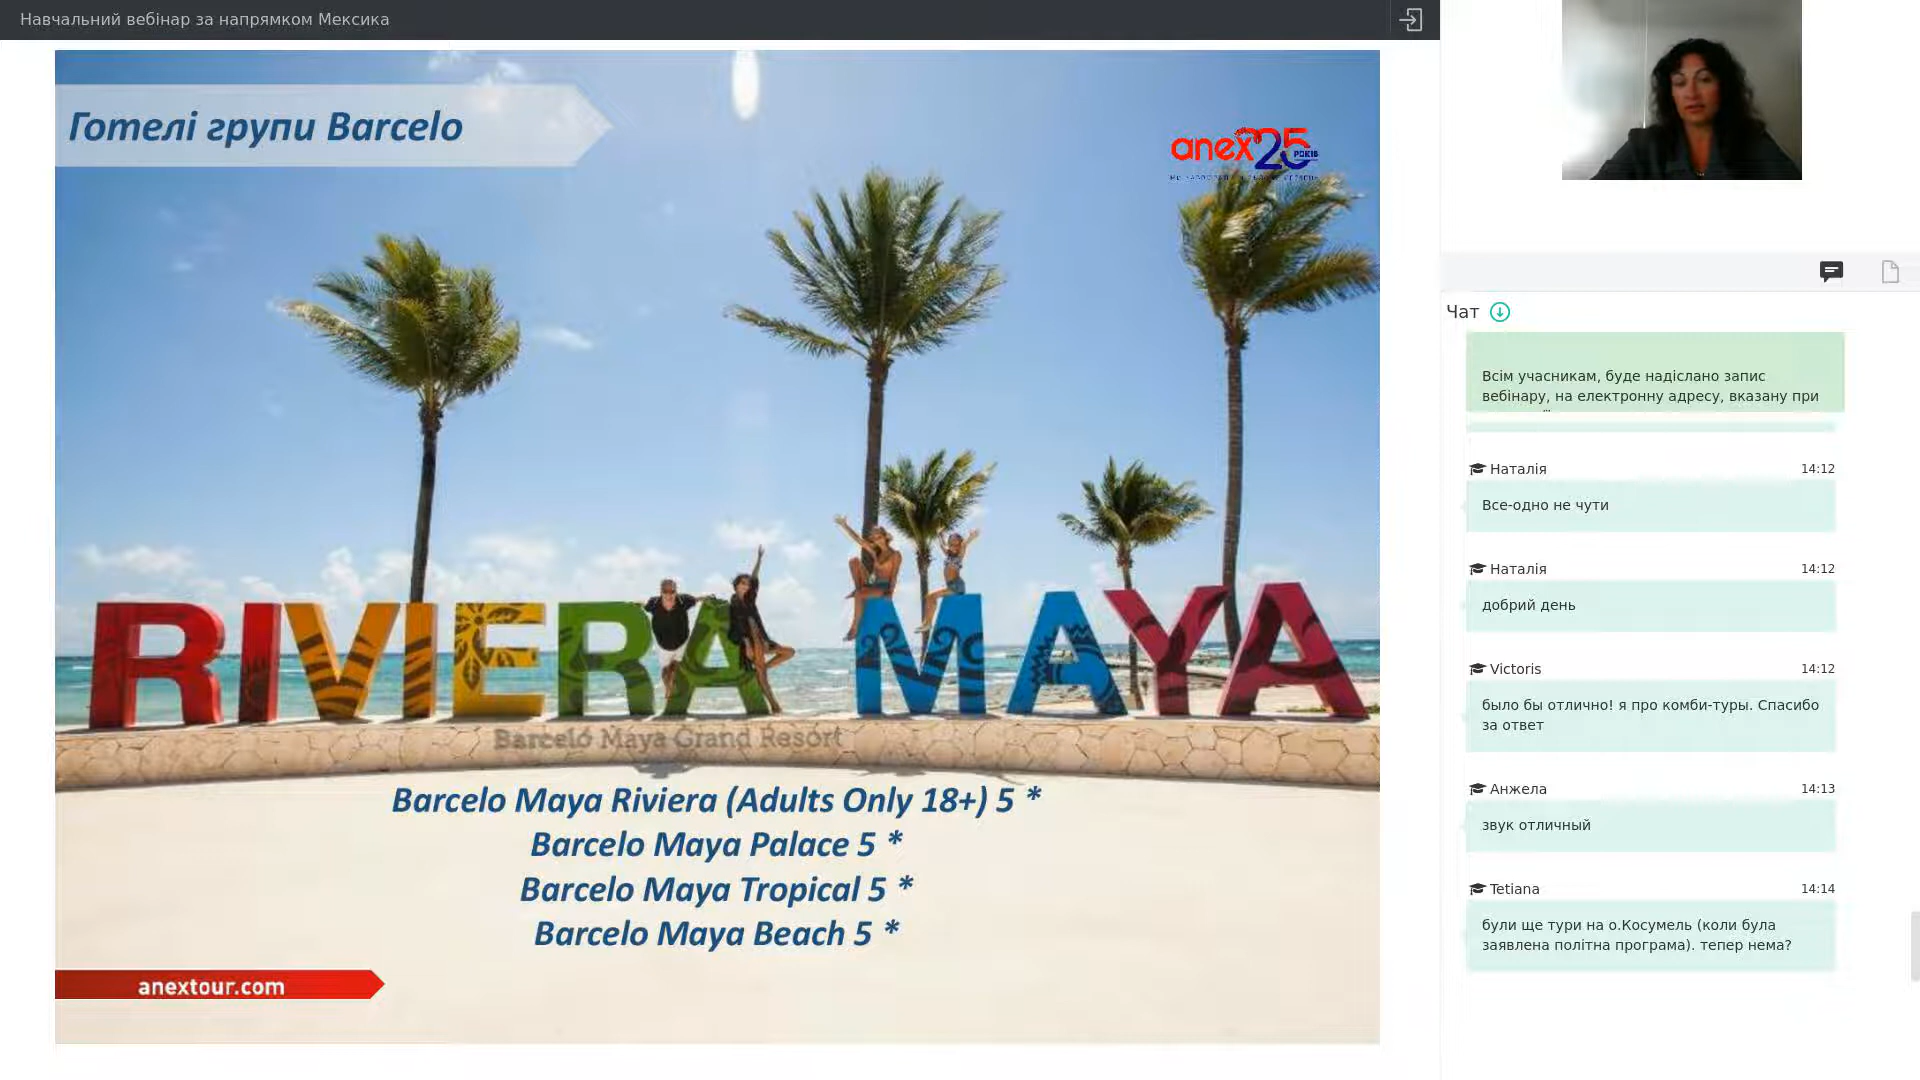 Навчальний вебінар за напрямком Мексика
Готелі групи Barcelo
anex 25
РОКІВ
RIVIERA MAYA
Barceló Maya Grand Resort
Barcelo Maya Riviera (Adults Only 18+) 5 *
Barcelo Maya Palace 5 *
Barcelo Maya Tropical 5 *
Barcelo Maya Beach 5 *
anextour.com
Чат
Всім учасникам, буде надіслано запис
вебінару, на електронну адресу, вказану при
Наталія 14:12
Все-одно не чути
Наталія 14:12
добрий день
Victoris 14:12
было бы отлично! я про комби-туры. Спасибо
за ответ
Анжела 14:13
звук отличный
Tetiana 14:14
були ще тури на о.Косумель (коли була
заявлена політна програма). тепер нема?